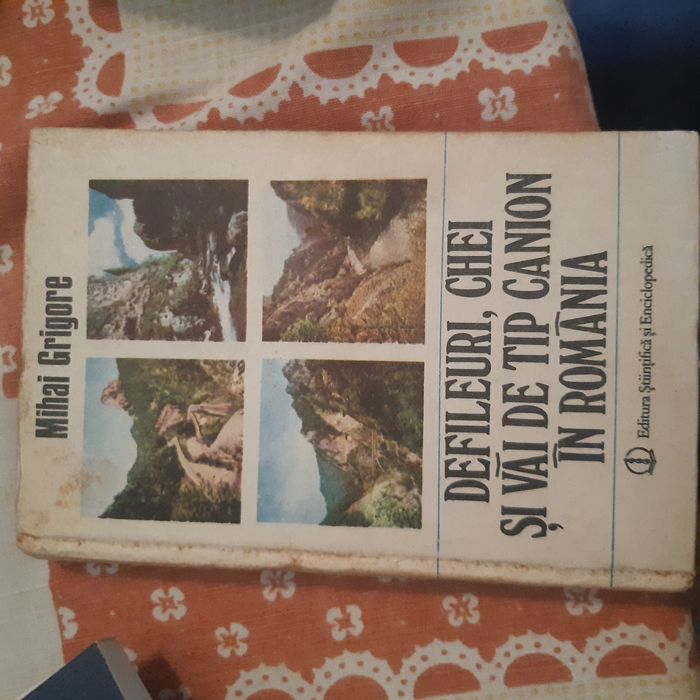 Mihai Grigore
DEFILEURI, CHEI
ȘI VĂI DE TIP CANION
ÎN ROMÂNIA
Editura Științifică și Enciclopedică